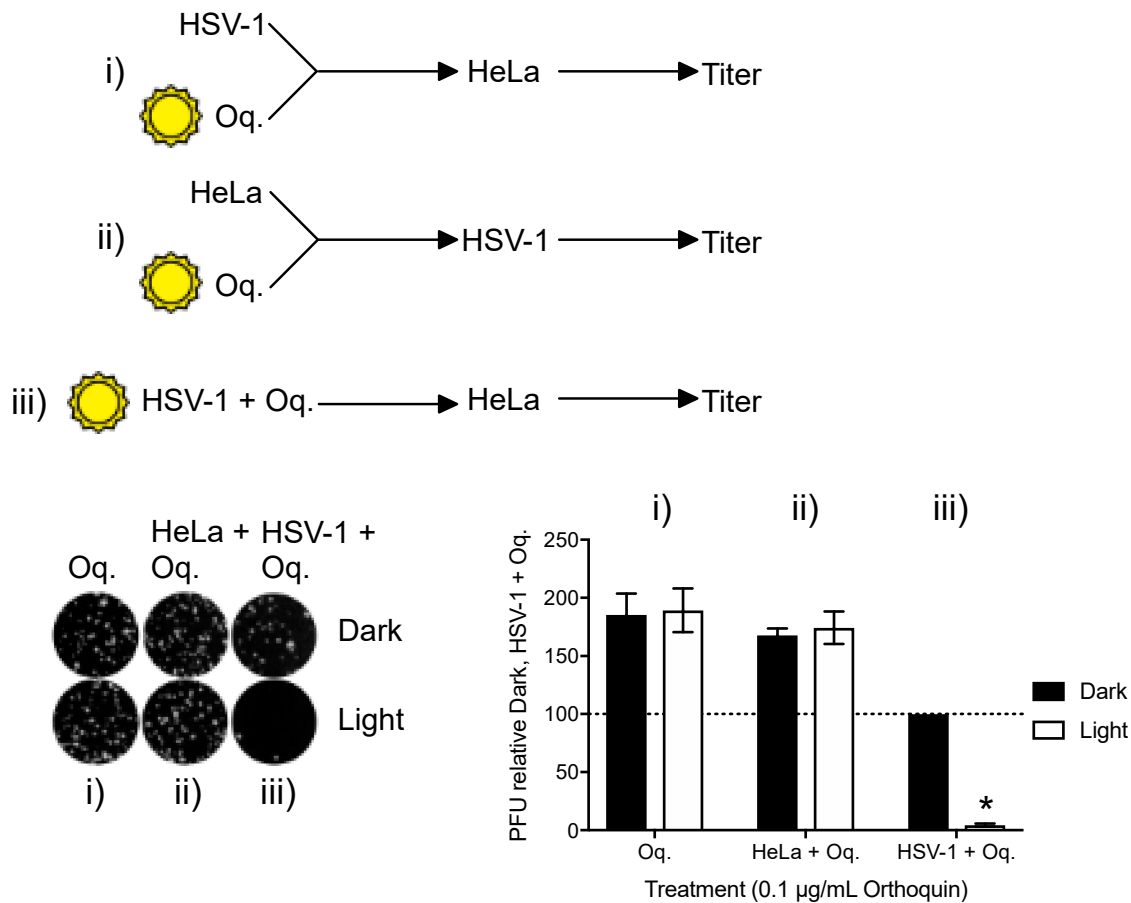 HSV-1
i)
Oq.
HeLa
Titer
HeLa
ii)
Oq.
HSV-1
Titer
iii)
HSV-1 + Oq.
HeLa
Titer
HeLa + HSV-1 +
Oq. Oq. Oq.
Dark
Light
i) ii) iii)
i) ii) iii)
PFU relative Dark, HSV-1 + Oq.
250
200
150
100
50
0
*
Oq. HeLa + Oq. HSV-1 + Oq.
Treatment (0.1 µg/mL Orthoquin)
Dark
Light